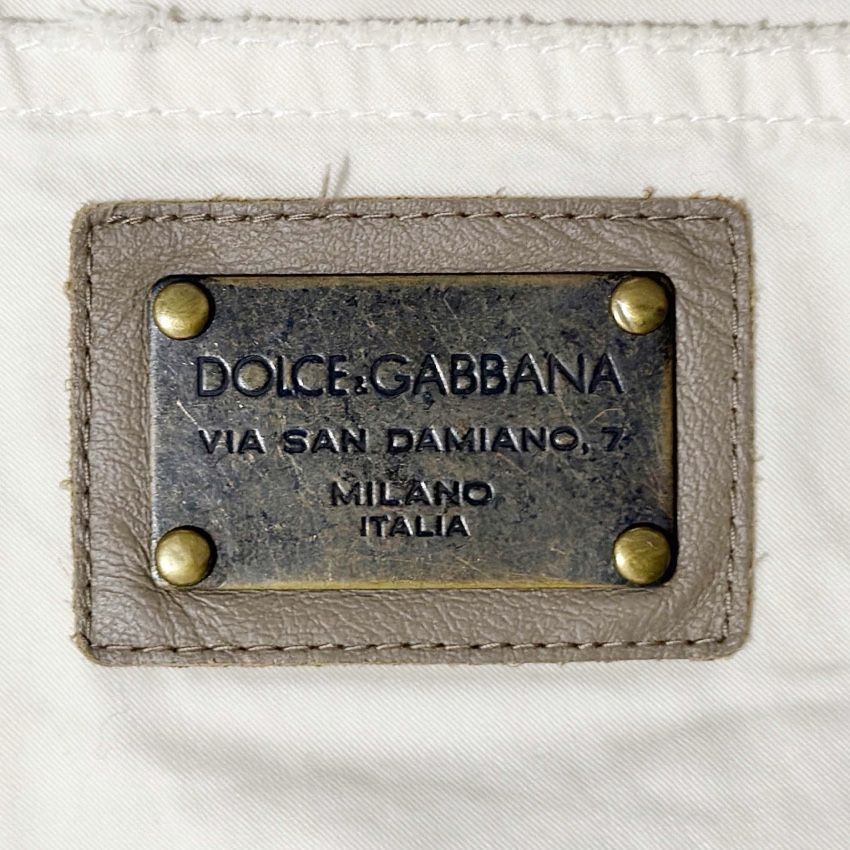 DOLCE&GABBANA
VIA SAN DAMIANO, 7
MILANO
ITALIA